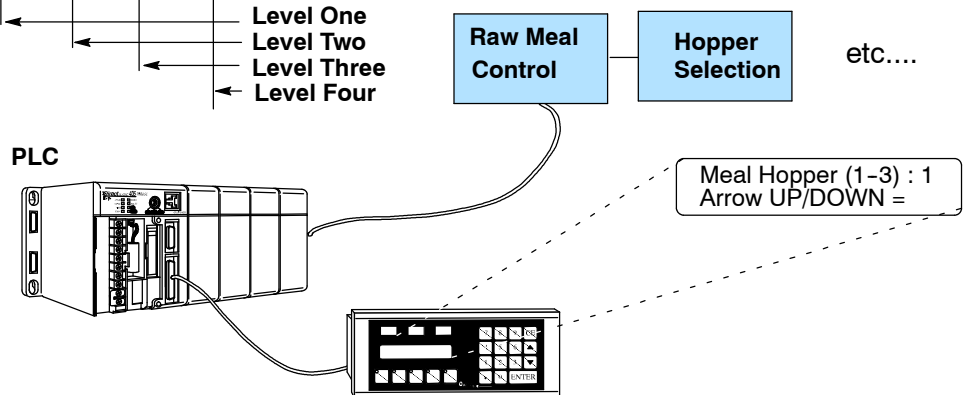 Level One
Level Two
Level Three
Level Four
Raw Meal
Control
Hopper
Selection
etc....
PLC
Meal Hopper (1-3) : 1
Arrow UP/DOWN =
405
ENTER